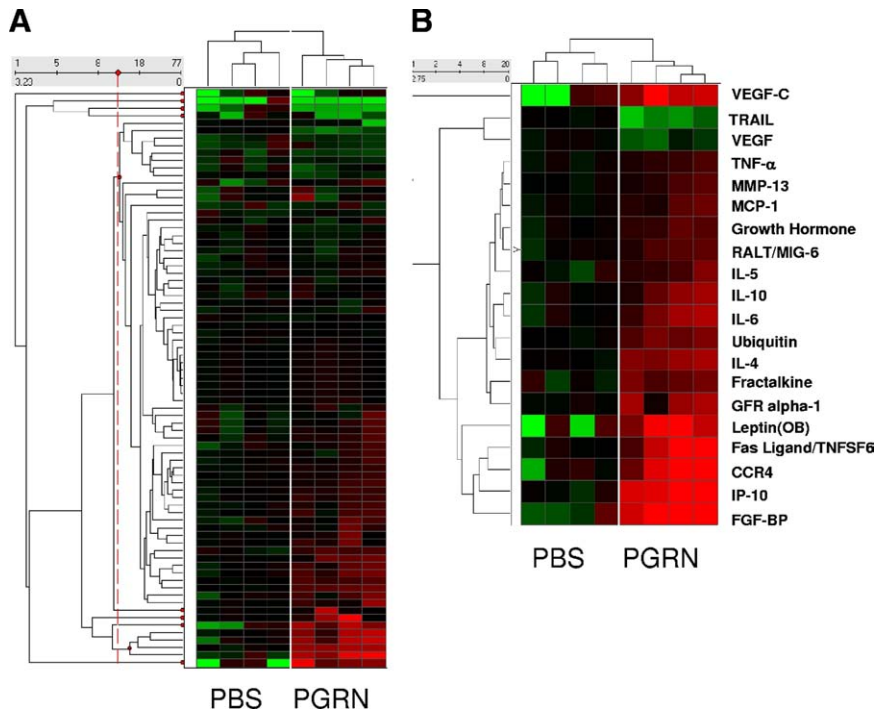 A
1 5 8 18 77
3.23 0
PBS PGRN
B
1 2 4 8 20
2.75 0
VEGF-C
TRAIL
VEGF
TNF-α
MMP-13
MCP-1
Growth Hormone
RALT/MIG-6
IL-5
IL-10
IL-6
Ubiquitin
IL-4
Fractalkine
GFR alpha-1
Leptin(OB)
Fas Ligand/TNFSF6
CCR4
IP-10
FGF-BP
PBS PGRN